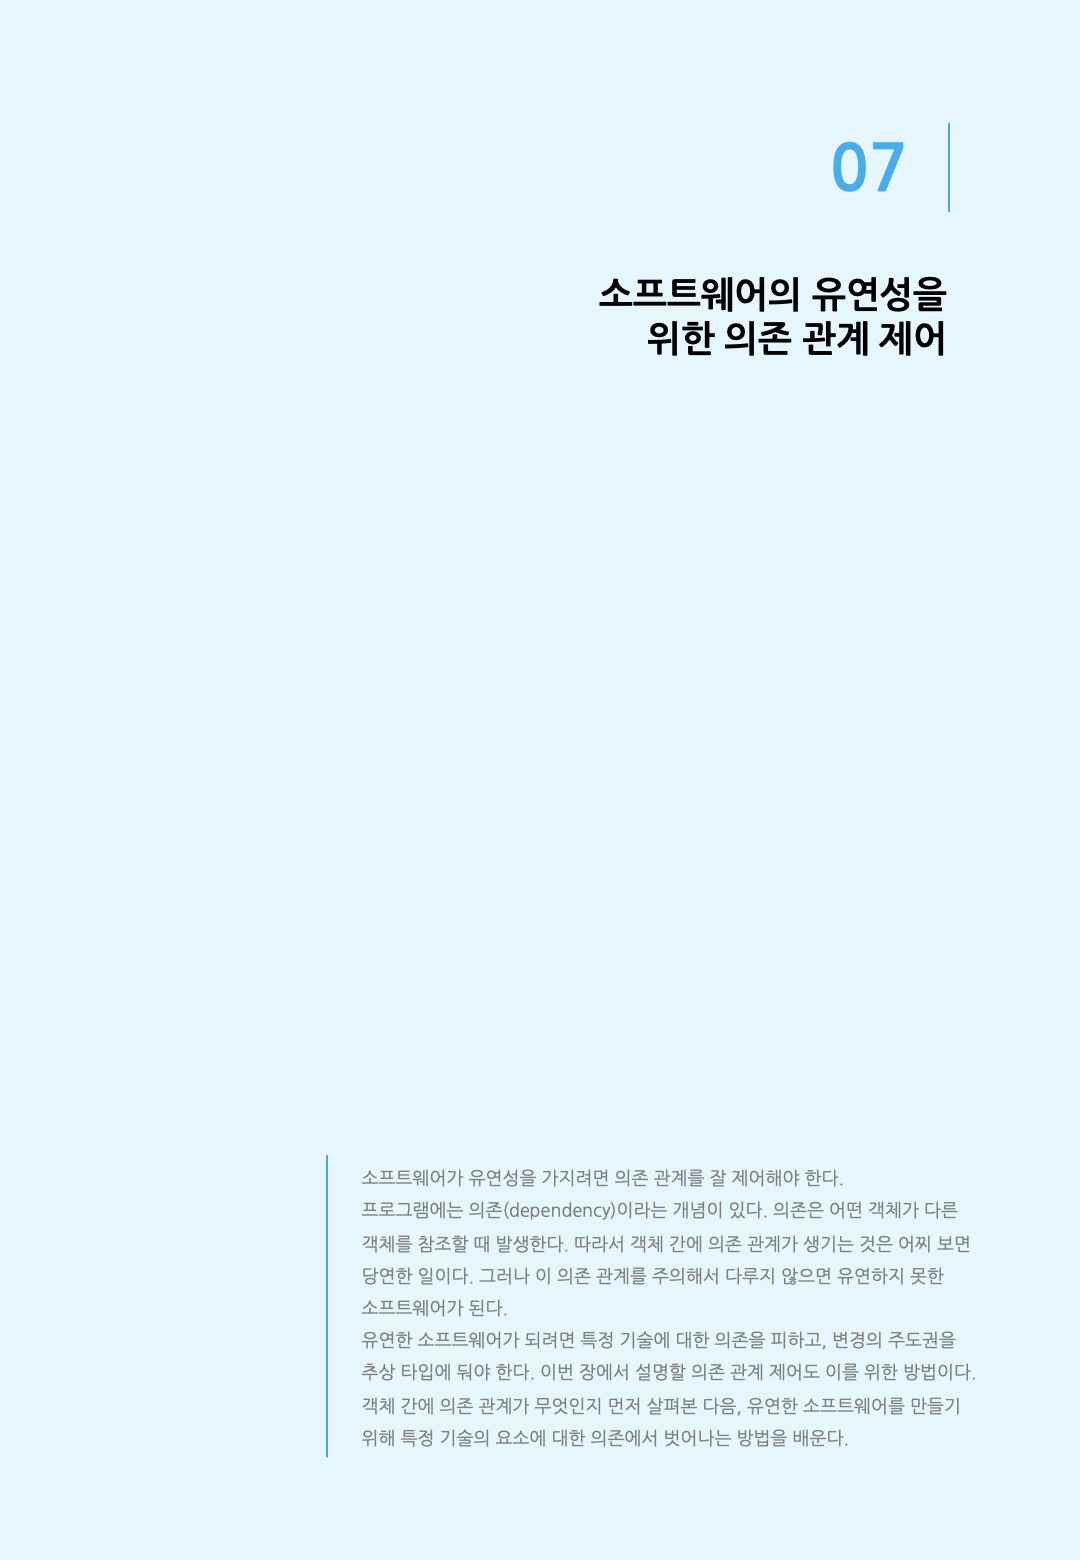 07
소프트웨어의 유연성을
위한 의존 관계 제어
소프트웨어가 유연성을 가지려면 의존 관계를 잘 제어해야 한다.
프로그램에는 의존(dependency)이라는 개념이 있다. 의존은 어떤 객체가 다른
객체를 참조할 때 발생한다. 따라서 객체 간에 의존 관계가 생기는 것은 어찌 보면
당연한 일이다. 그러나 이 의존 관계를 주의해서 다루지 않으면 유연하지 못한
소프트웨어가 된다.
유연한 소프트웨어가 되려면 특정 기술에 대한 의존을 피하고, 변경의 주도권을
추상 타입에 둬야 한다. 이번 장에서 설명할 의존 관계 제어도 이를 위한 방법이다.
객체 간에 의존 관계가 무엇인지 먼저 살펴본 다음, 유연한 소프트웨어를 만들기
위해 특정 기술의 요소에 대한 의존에서 벗어나는 방법을 배운다.